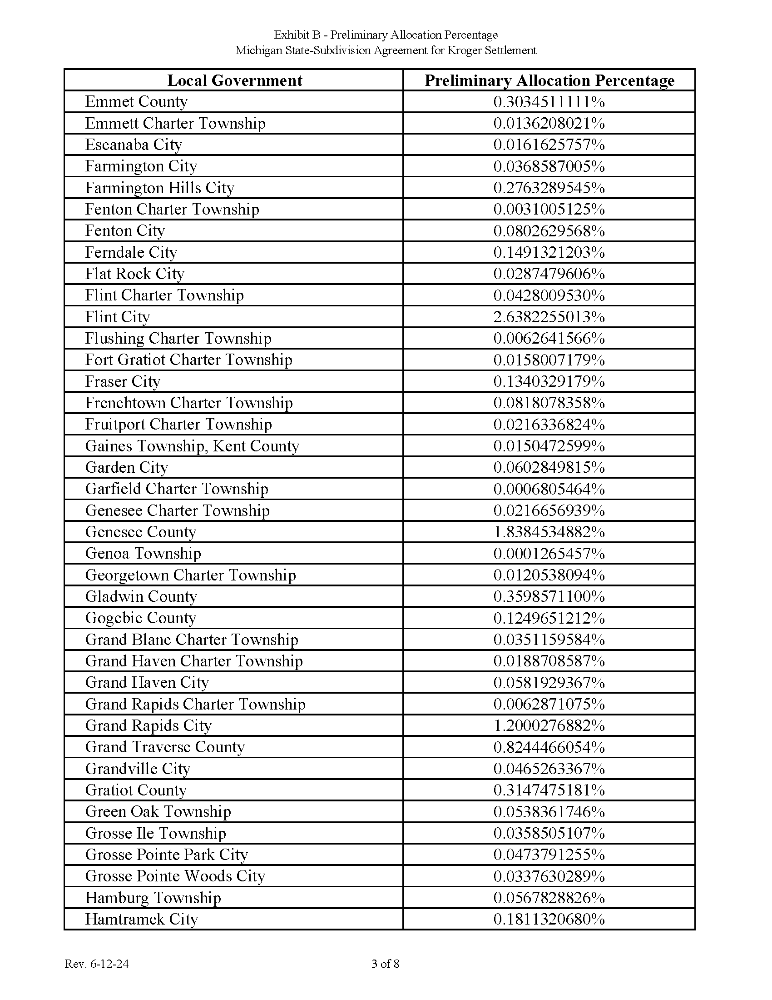 Exhibit B - Preliminary Allocation Percentage
Michigan State-Subdivision Agreement for Kroger Settlement
Local Government Preliminary Allocation Percentage
Emmet County 0.3034511111%
Emmett Charter Township 0.0136208021%
Escanaba City 0.0161625757%
Farmington City 0.0368587005%
Farmington Hills City 0.2763289545%
Fenton Charter Township 0.0031005125%
Fenton City 0.0802629568%
Ferndale City 0.1491321203%
Flat Rock City 0.0287479606%
Flint Charter Township 0.0428009530%
Flint City 2.6382255013%
Flushing Charter Township 0.0062641566%
Fort Gratiot Charter Township 0.0158007179%
Fraser City 0.1340329179%
Frenchtown Charter Township 0.0818078358%
Fruitport Charter Township 0.0216336824%
Gaines Township, Kent County 0.0150472599%
Garden City 0.0602849815%
Garfield Charter Township 0.0006805464%
Genesee Charter Township 0.0216656939%
Genesee County 1.8384534882%
Genoa Township 0.0001265457%
Georgetown Charter Township 0.0120538094%
Gladwin County 0.3598571100%
Gogebic County 0.1249651212%
Grand Blanc Charter Township 0.0351159584%
Grand Haven Charter Township 0.0188708587%
Grand Haven City 0.0581929367%
Grand Rapids Charter Township 0.0062871075%
Grand Rapids City 1.2000276882%
Grand Traverse County 0.8244466054%
Grandville City 0.0465263367%
Gratiot County 0.3147475181%
Green Oak Township 0.0538361746%
Grosse Ile Township 0.0358505107%
Grosse Pointe Park City 0.0473791255%
Grosse Pointe Woods City 0.0337630289%
Hamburg Township 0.0567828826%
Hamtramck City 0.1811320680%
Rev. 6-12-24 3 of 8